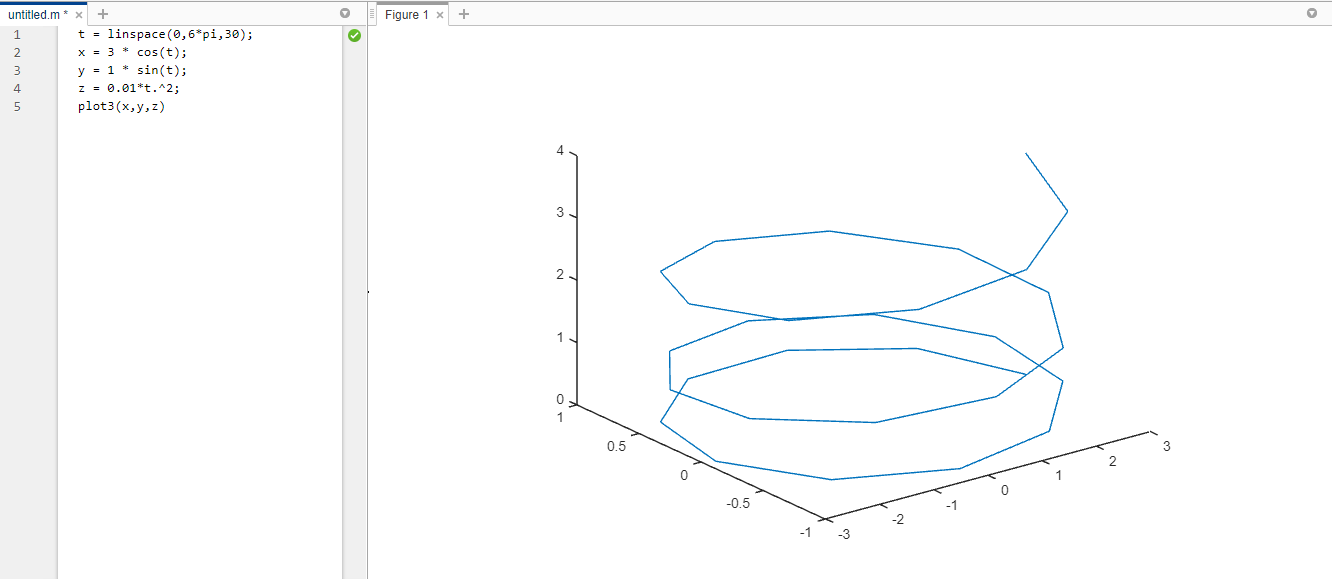 untitled.m * × +
Figure 1 × +
1 t = linspace(0,6*pi,30);
2 x = 3 * cos(t);
3 y = 1 * sin(t);
4 z = 0.01*t.^2;
5 plot3(x,y,z)
4
3
2
1
0
1
0.5
0
-0.5
-1
-3
-2
-1
0
1
2
3